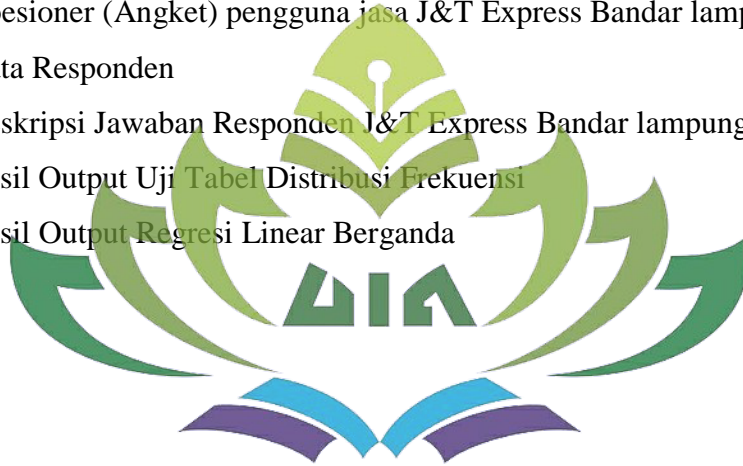 esioner (Angket) pengguna jasa J&T Express Bandar lamp
ta Responden
skripsi Jawaban Responden J&T Express Bandar lampung
sil Output Uji Tabel Distribusi Frekuensi
sil Output Regresi Linear Berganda
UIN